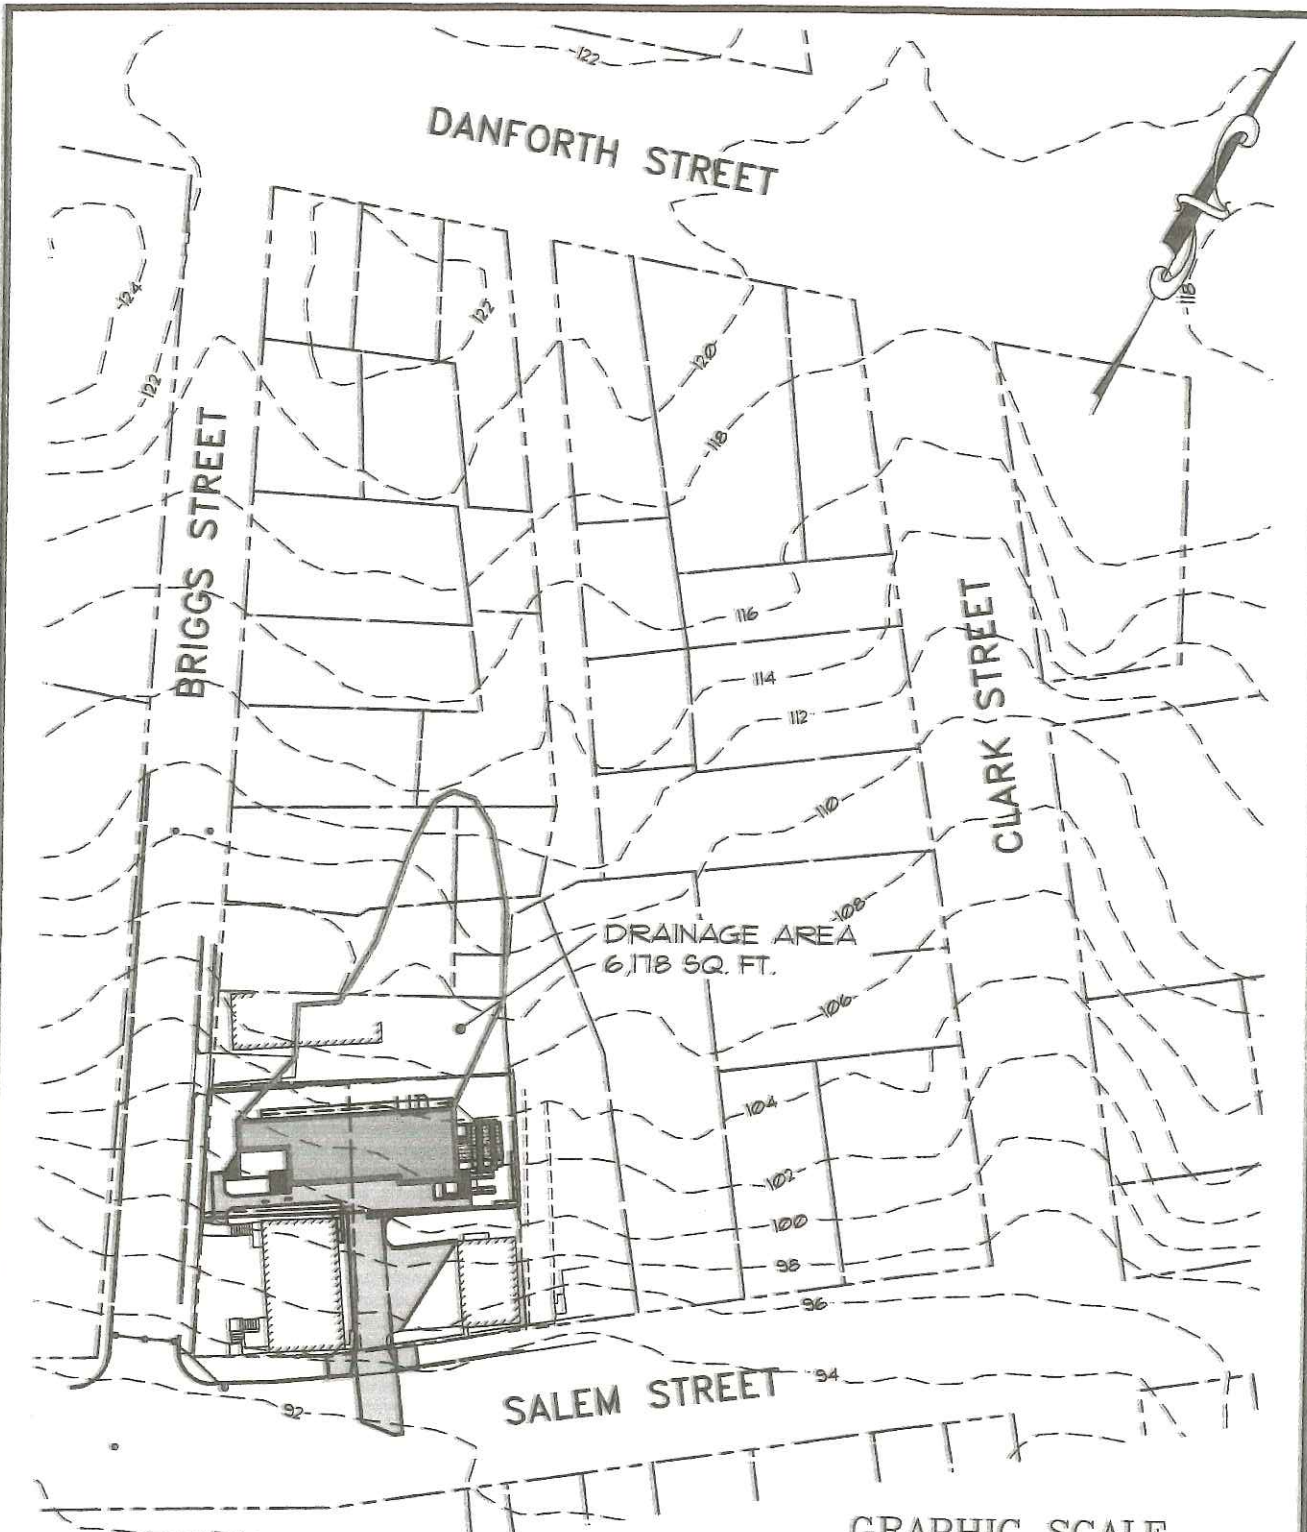 122
DANFORTH STREET
124
118
122
122
120
118
BRIGGS STREET
116
114
112
CLARK STREET
110
108
DRAINAGE AREA
6,178 SQ. FT.
106
104
102
100
98
96
94
SALEM STREET
92
GRAPHIC SCALE